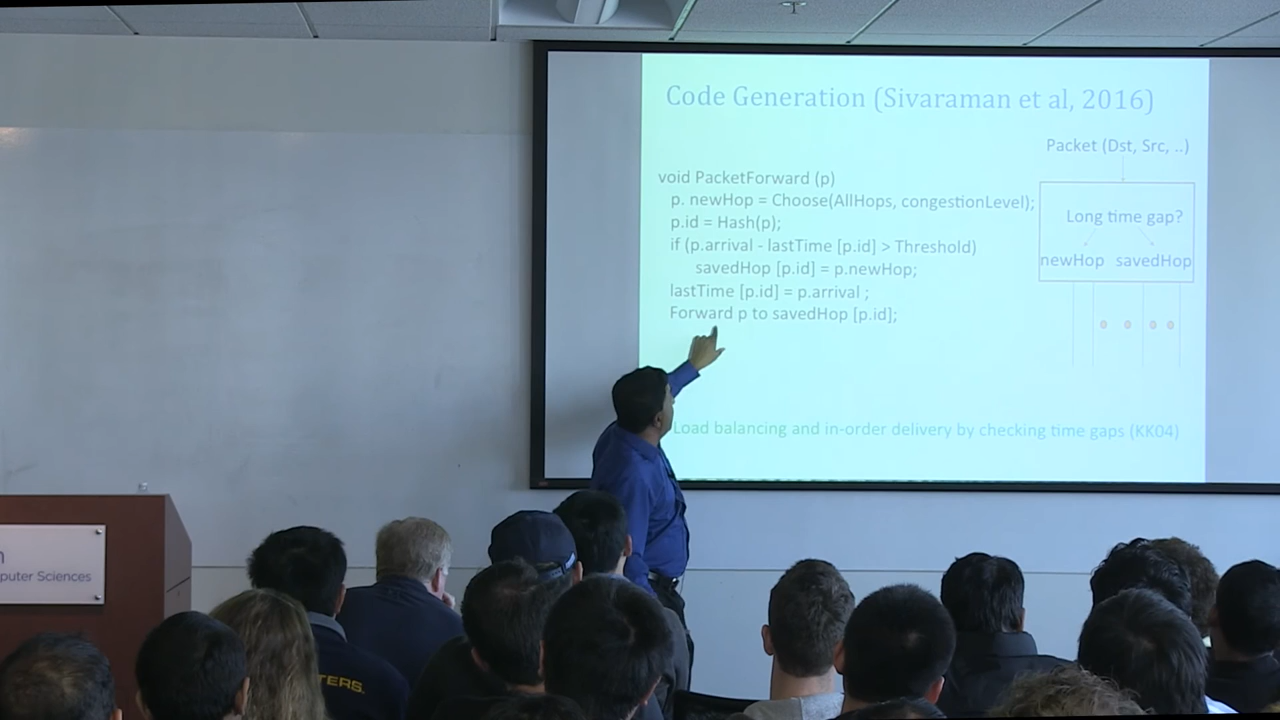 Code Generation (Sivaraman et al, 2016)
Packet (Dst, Src, ..)
void PacketForward (p)
p. newHop = Choose(AllHops, congestionLevel);
p.id = Hash(p);
if (p.arrival - lastTime [p.id] > Threshold)
savedHop [p.id] = p.newHop;
lastTime [p.id] = p.arrival ;
Forward p to savedHop [p.id];
Long time gap?
newHop savedHop
Load balancing and in-order delivery by checking time gaps (KK04)
puter Sciences
TERS.